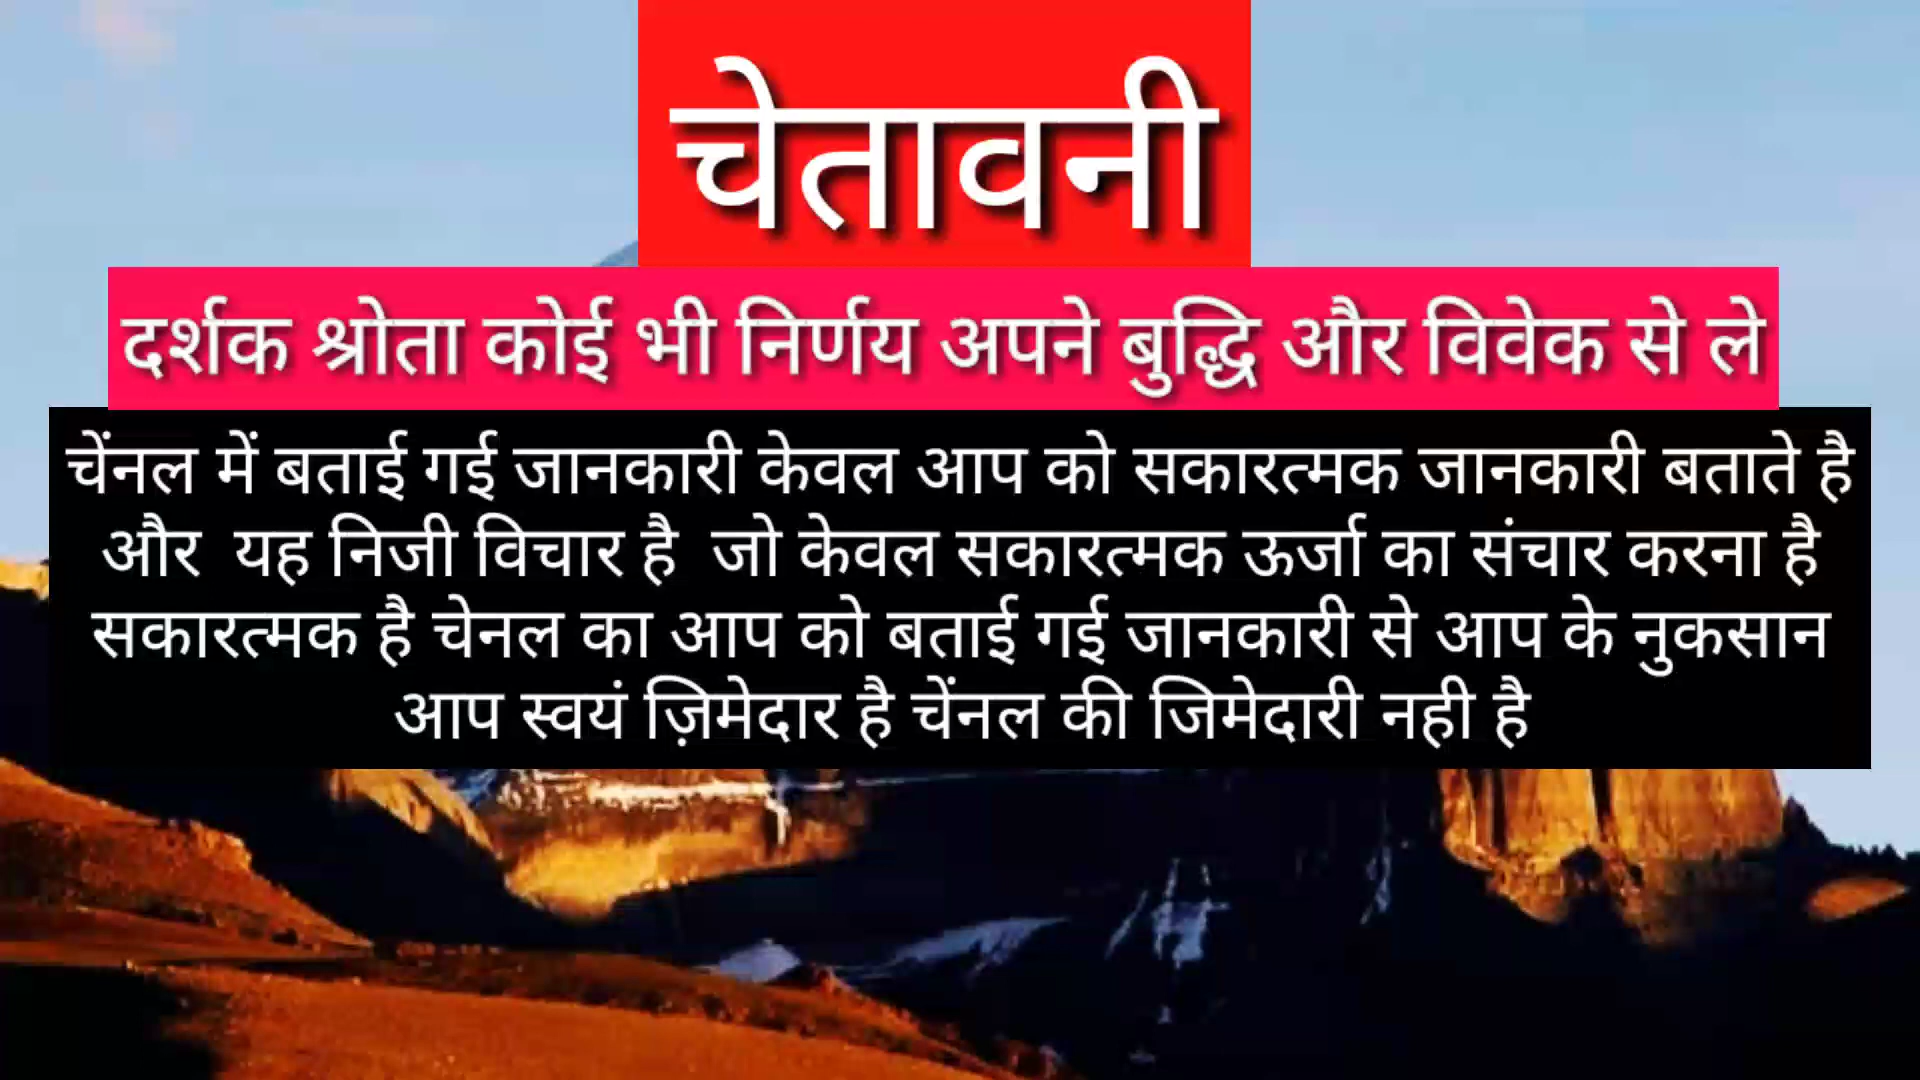 चेतावनी
दर्शक श्रोता कोई भी निर्णय अपने बुद्धि और विवेक से ले
चेंनल में बताई गई जानकारी केवल आप को सकारत्मक जानकारी बताते है
और यह निजी विचार है जो केवल सकारत्मक ऊर्जा का संचार करना है
सकारत्मक है चेनल का आप को बताई गई जानकारी से आप के नुकसान
आप स्वयं ज़िमेदार है चेंनल की जिमेदारी नही है